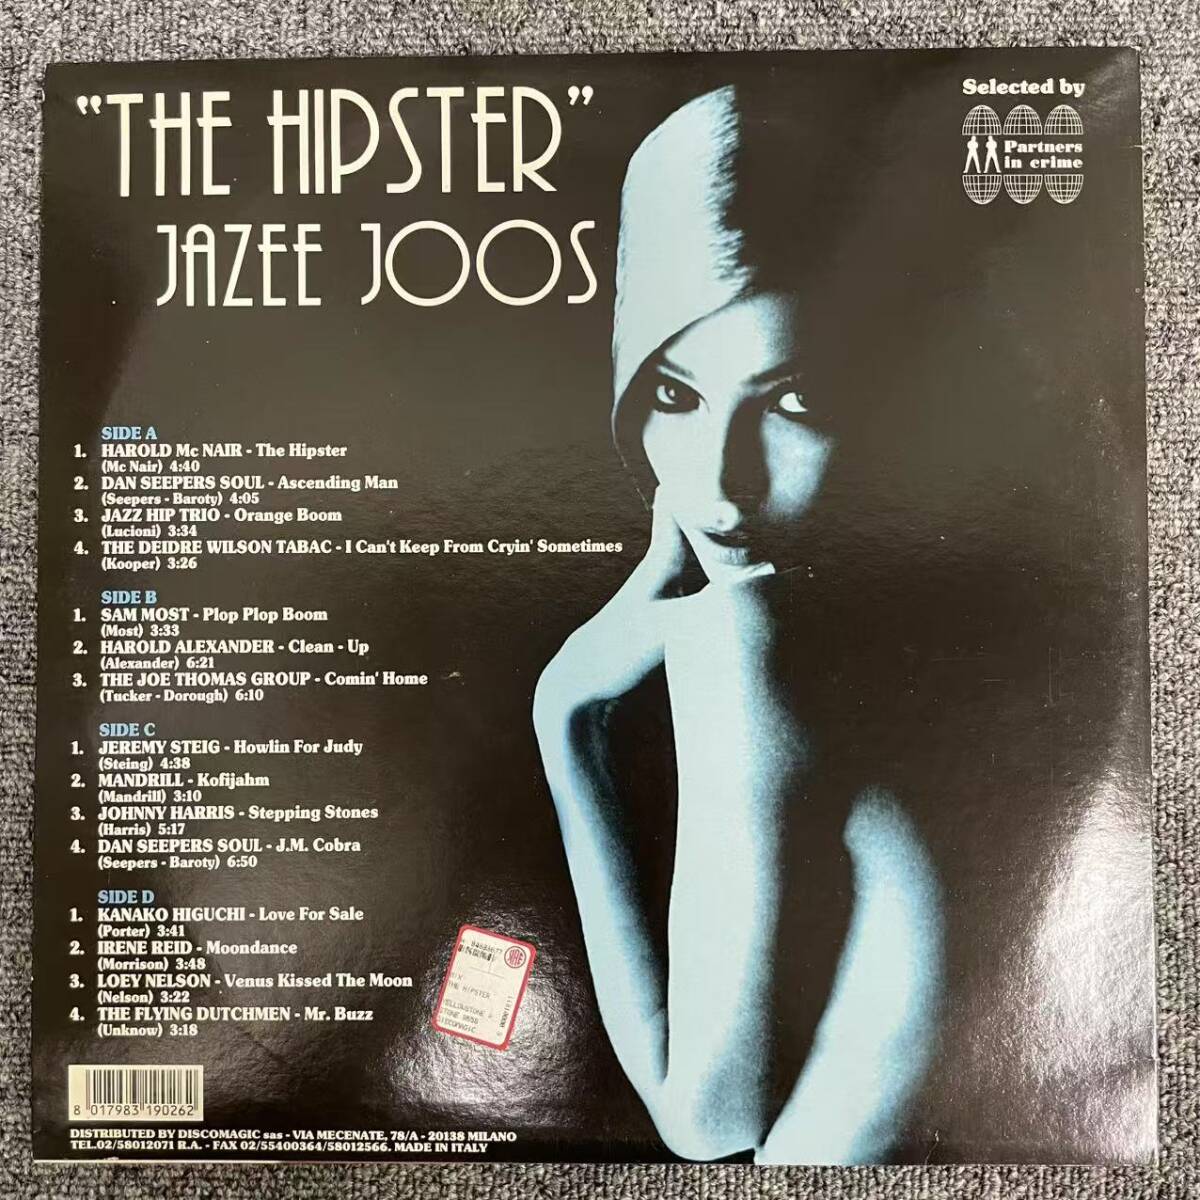 "THE HIPSTER"
JAZEE JOOS
Selected by
Partners
in crime
SIDE A
1. HAROLD Mc NAIR - The Hipster
(Mc Nair) 4:40
2. DAN SEEPERS SOUL - Ascending Man
(Seepers - Baroty) 4:05
3. JAZZ HIP TRIO - Orange Boom
(Lucioni) 3:34
4. THE DEIDRE WILSON TABAC - I Can't Keep From Cryin' Sometimes
(Kooper) 3:26
SIDE B
1. SAM MOST - Plop Plop Boom
(Most) 3:33
2. HAROLD ALEXANDER - Clean - Up
(Alexander) 6:21
3. THE JOE THOMAS GROUP - Comin' Home
(Tucker - Dorough) 6:10
SIDE C
1. JEREMY STEIG - Howlin For Judy
(Steing) 4:38
2. MANDRILL - Kofijahm
(Mandrill) 3:10
3. JOHNNY HARRIS - Stepping Stones
(Harris) 5:17
4. DAN SEEPERS SOUL - J.M. Cobra
(Seepers - Baroty) 6:50
SIDE D
1. KANAKO HIGUCHI - Love For Sale
(Porter) 3:41
2. IRENE REID - Moondance
(Morrison) 3:48
3. LOEY NELSON - Venus Kissed The Moon
(Nelson) 3:22
4. THE FLYING DUTCHMEN - Mr. Buzz
(Unknow) 3:18
THE HIPSTER
YELLOWSTONE
DISCOMAGIC
8 017983 190262
DISTRIBUTED BY DISCOMAGIC sas - VIA MECENATE, 78/A - 20138 MILANO
TEL.02/58012071 R.A. - FAX 02/55400364/58012566. MADE IN ITALY